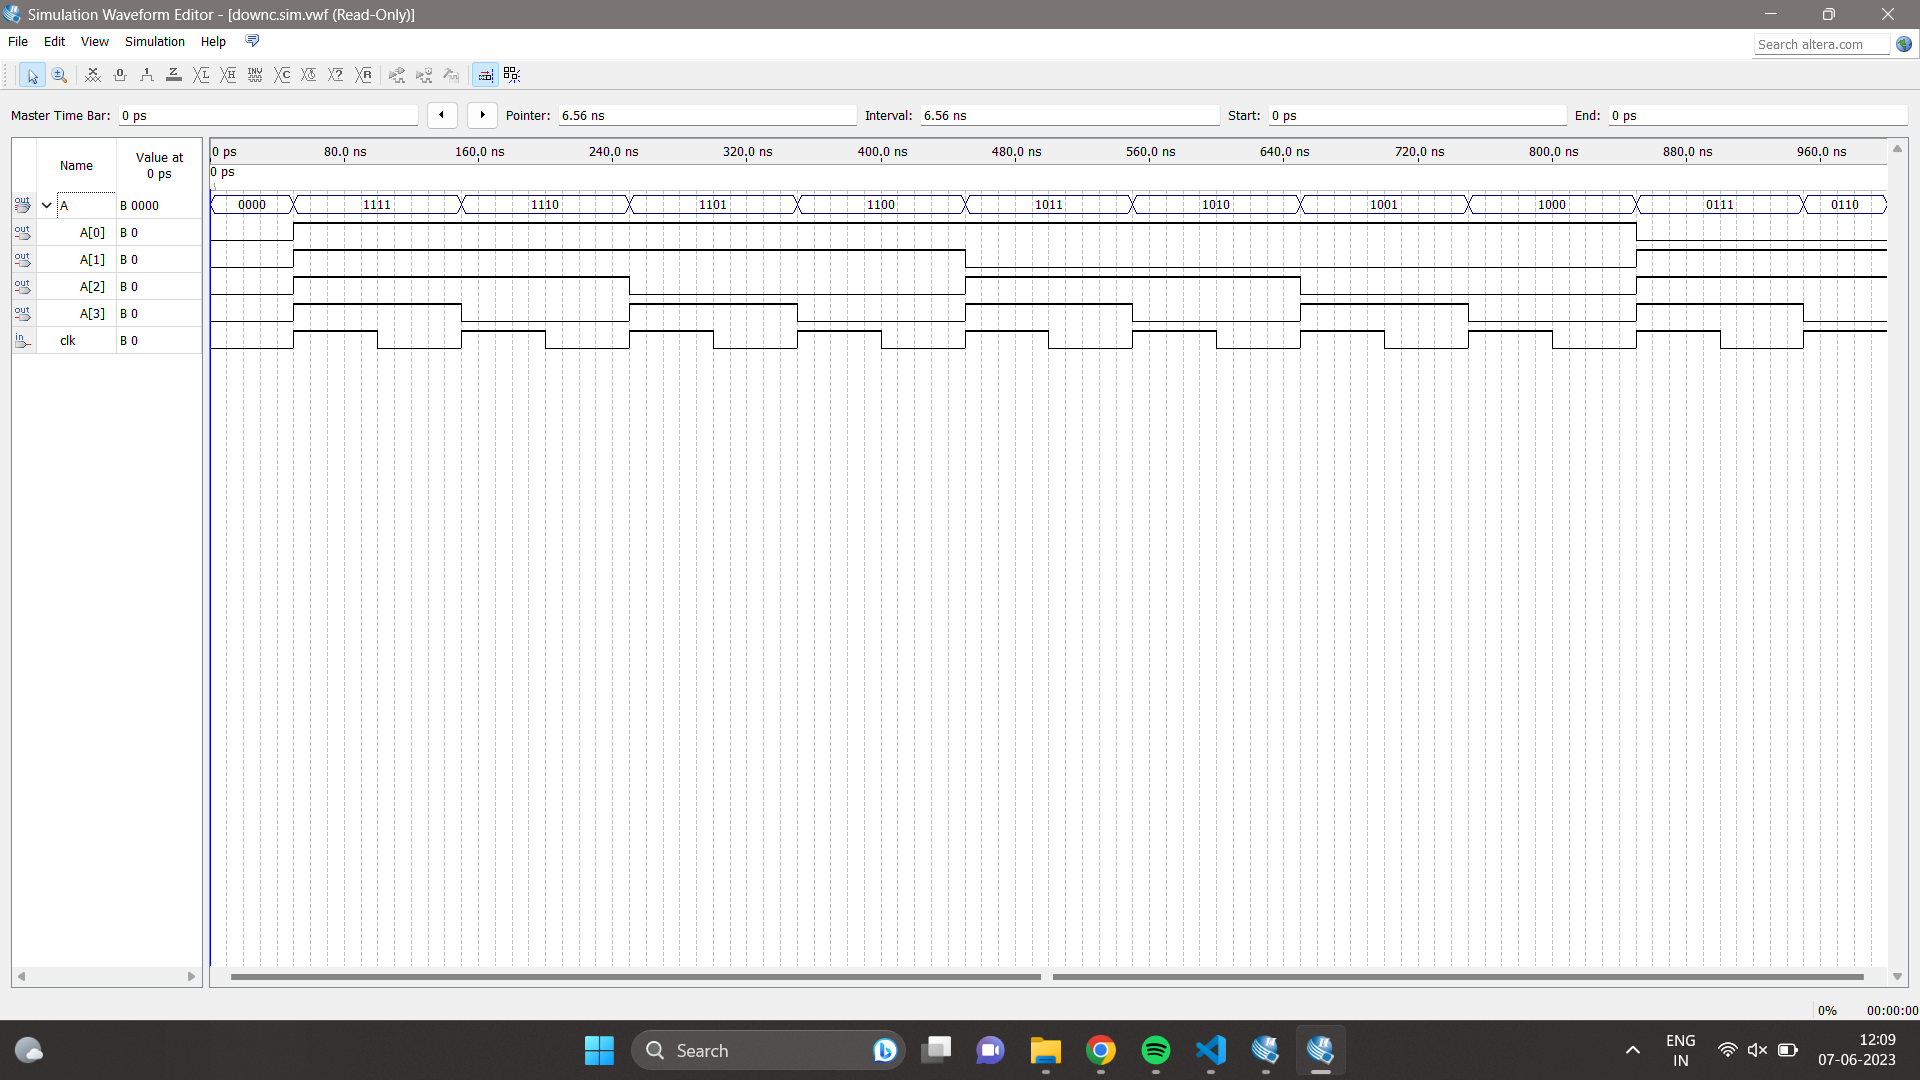 Simulation Waveform Editor - [downc.sim.vwf (Read-Only)]
File Edit View Simulation Help
Search altera.com
Master Time Bar: 0 ps Pointer: 6.56 ns Interval: 6.56 ns Start: 0 ps End: 0 ps
Name Value at 0 ps
0 ps 80.0 ns 160.0 ns 240.0 ns 320.0 ns 400.0 ns 480.0 ns 560.0 ns 640.0 ns 720.0 ns 800.0 ns 880.0 ns 960.0 ns
0 ps
out A B 0000 0000 1111 1110 1101 1100 1011 1010 1001 1000 0111 0110
out A[0] B 0
out A[1] B 0
out A[2] B 0
out A[3] B 0
in clk B 0
0% 00:00:00
Search
ENG
IN
12:09
07-06-2023